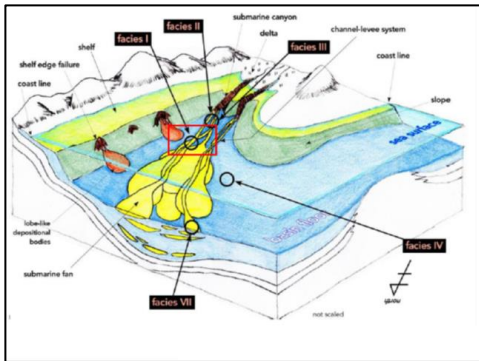 submarine canyon
facies II
facies I
delta
facies III
channel-levee system
shelf
shelf edge failure
coast line
coast line
slope
sea surface
lobe-like
depositional
bodies
submarine fan
facies IV
facies VII
not scaled